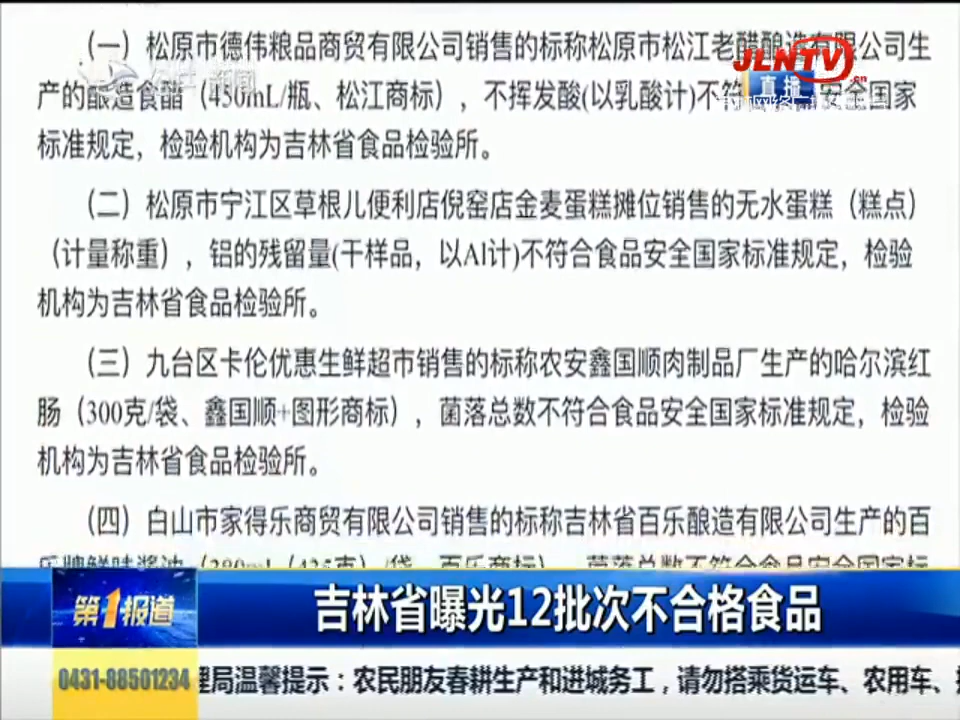 (一)松原市德伟粮品商贸有限公司销售的标称松原市松江老醋酿造有限公司生
产的酿造食醋(450mL/瓶、松江商标),不挥发酸(以乳酸计)不符 安全国家
标准规定,检验机构为吉林省食品检验所。
(二)松原市宁江区草根儿便利店倪窑店金麦蛋糕摊位销售的无水蛋糕(糕点)
(计量称重),铝的残留量(干样品,以Al计)不符合食品安全国家标准规定,检验
机构为吉林省食品检验所。
(三)九台区卡伦优惠生鲜超市销售的标称农安鑫国顺肉制品厂生产的哈尔滨红
肠(300克/袋、鑫国顺+图形商标),菌落总数不符合食品安全国家标准规定,检验
机构为吉林省食品检验所。
(四)白山市家得乐商贸有限公司销售的标称吉林省百乐酿造有限公司生产的百
JLNTV
.cn
直播
新闻
第1报道
吉林省曝光12批次不合格食品
0431-88501234
理局温馨提示:农民朋友春耕生产和进城务工,请勿搭乘货运车、农用车、